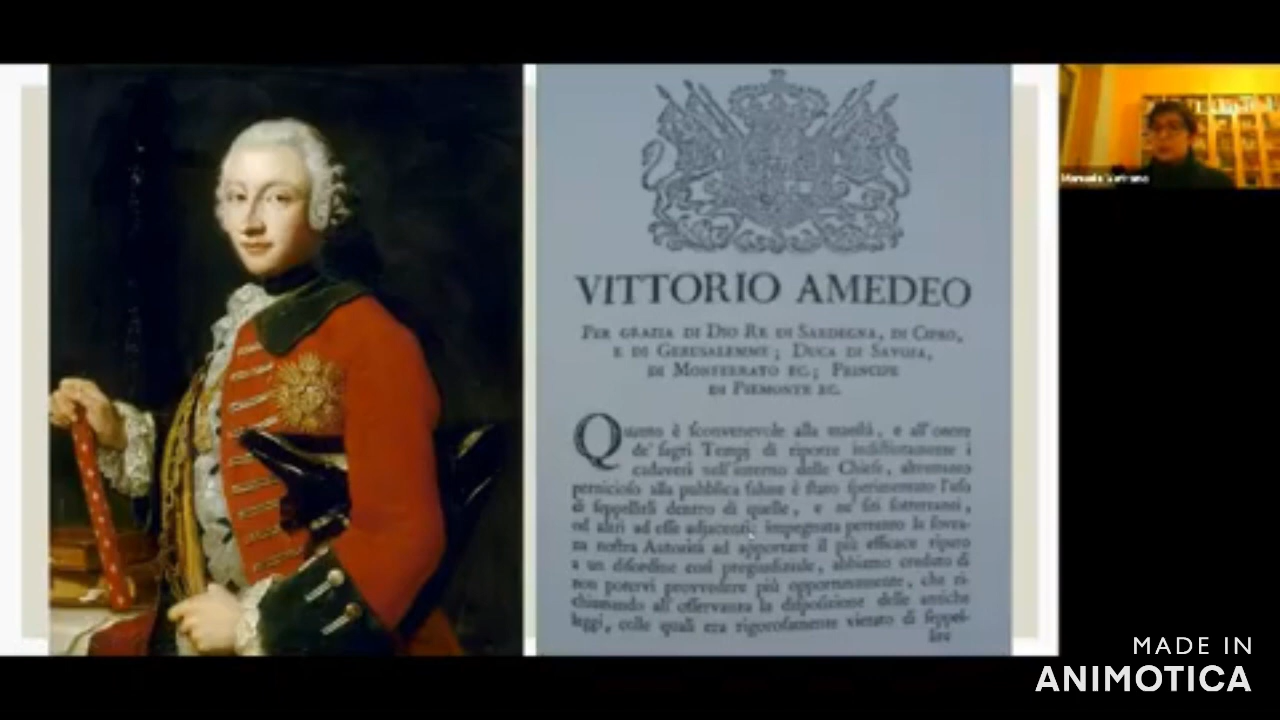 VITTORIO AMEDEO
PER GRAZIA DI DIO RE DI SARDEGNA, DI CIPRO,
E DI GERUSALEMME; DUCA DI SAVOJA,
DI MONFERRATO EC.; PRINCIPE
DI PIEMONTE EC.
Quanto è ſconvenevole alla maeſtà, e all'onore
de' ſagri Tempj di riporre indiſtintamente i
cadaveri nell'interno delle Chieſe, altrettanto
pernicioſo alla pubblica ſalute è ſtato ſperimentato l'uſo
di ſeppellirli dentro di quelle, e ne' ſiti ſotterranei,
od altri ad eſſe adjacenti; impegnata pertanto la ſovra-
na noſtra Autorità ad apportare il più efficace riparo
a un diſordine così pregiudiziale, abbiamo creduto di
non potervi provvedere più opportunamente, che ri-
chiamando all'oſſervanza la diſpoſizione delle antiche
leggi, colle quali era rigoroſamente vietato di ſeppel-
lire
Manuela
MADE IN
ANIMOTICA